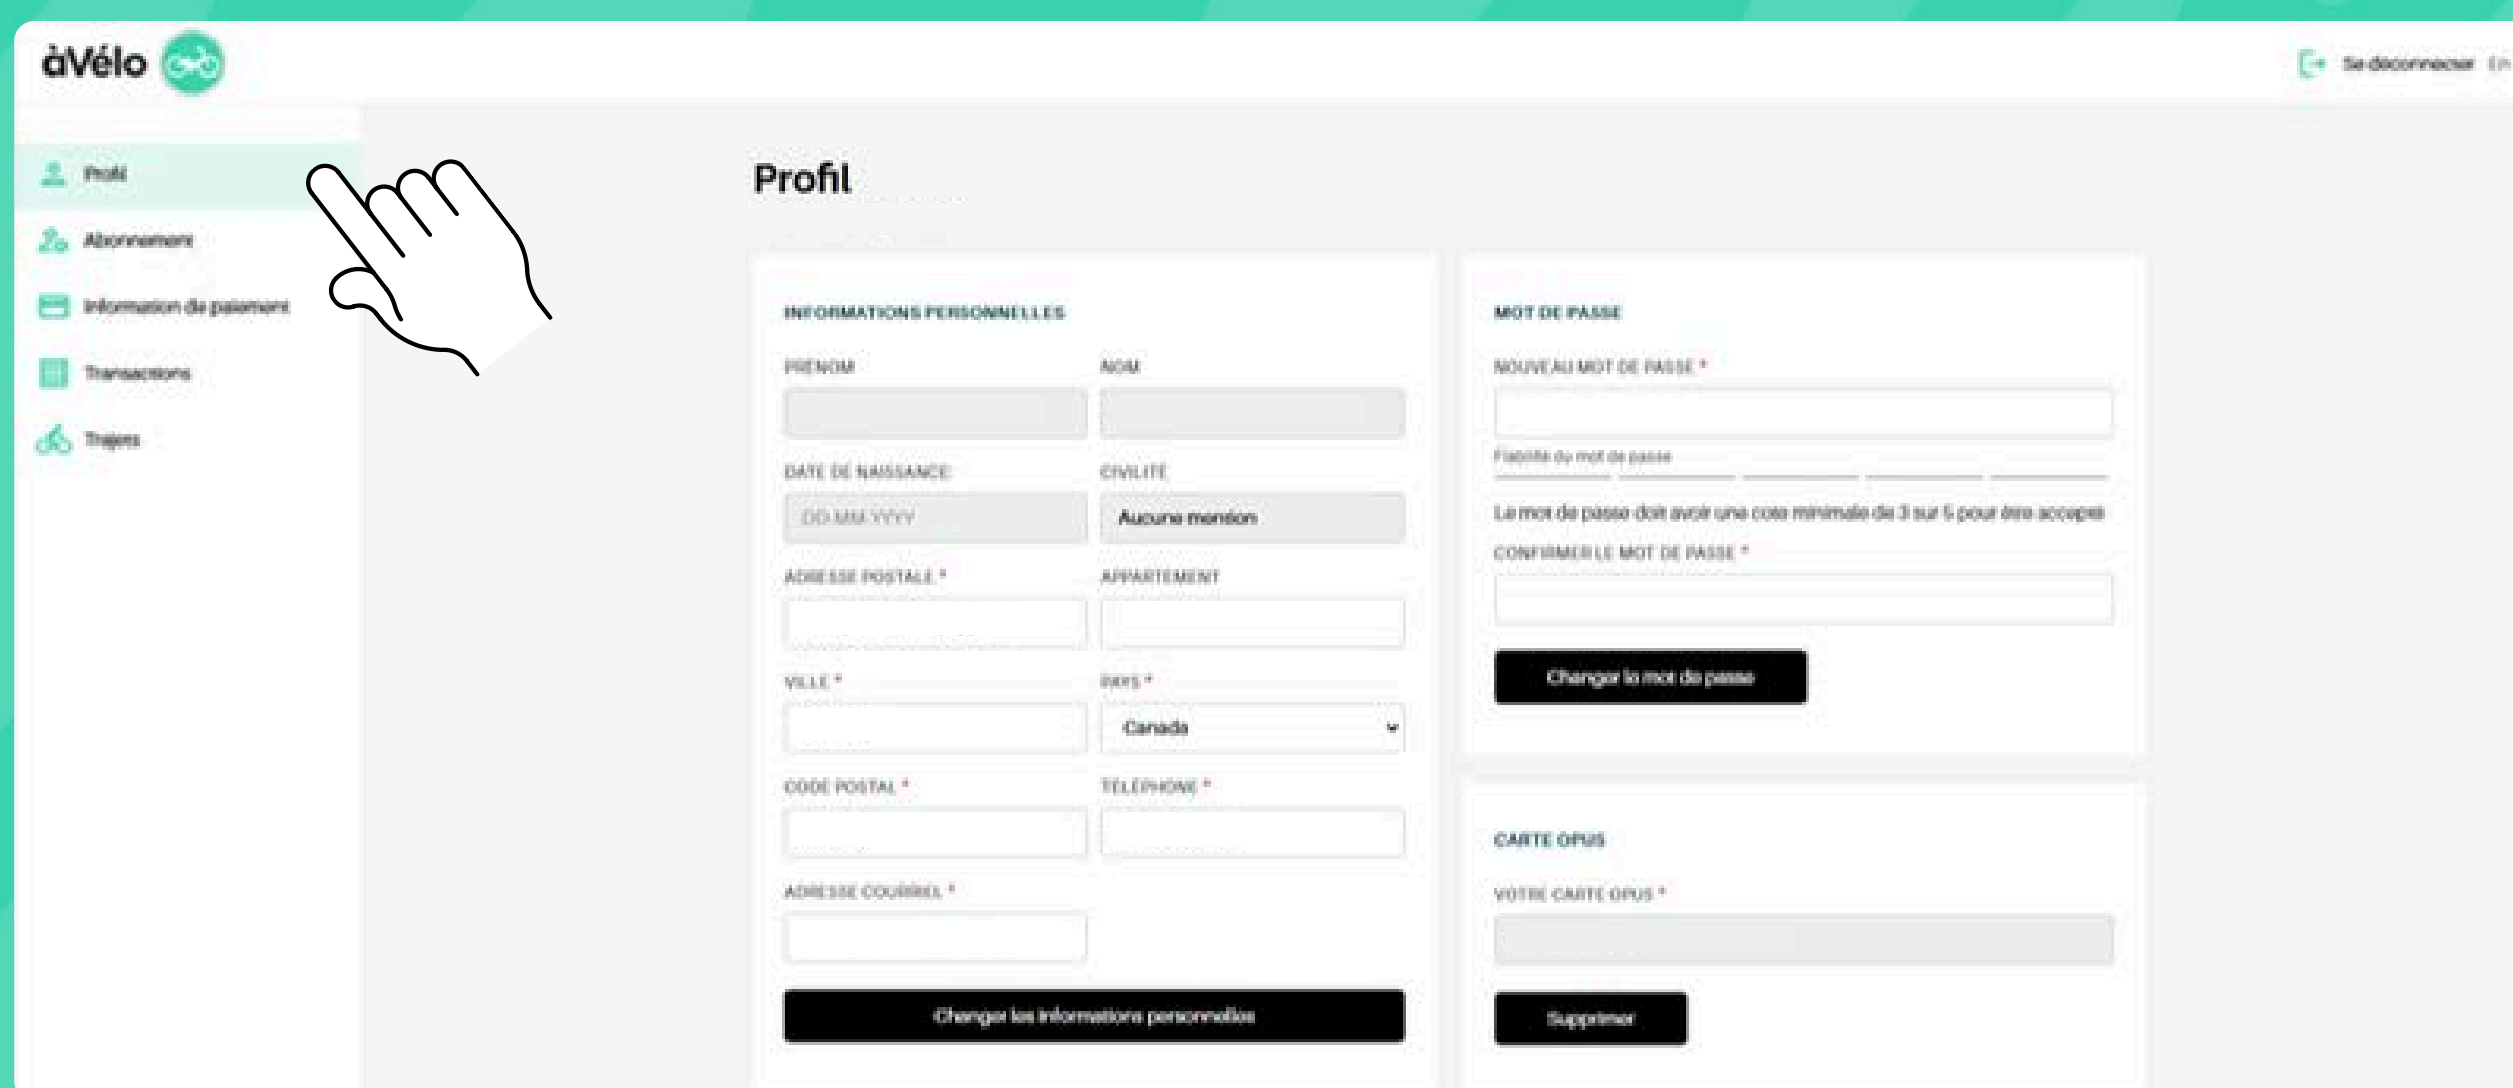 àVélo
Se déconnecter En
Profil
Abonnement
Information de paiement
Transactions
Trajets
Profil
INFORMATIONS PERSONNELLES
PRÉNOM NOM
DATE DE NAISSANCE CIVILITÉ
DD-MM-YYYY Aucune mention
ADRESSE POSTALE * APPARTEMENT
VILLE * PAYS *
Canada
CODE POSTAL * TÉLÉPHONE *
ADRESSE COURRIEL *
Changer les informations personnelles
MOT DE PASSE
NOUVEAU MOT DE PASSE *
Fiabilité du mot de passe
Le mot de passe doit avoir une cote minimale de 3 sur 5 pour être accepté
CONFIRMER LE MOT DE PASSE *
Changer le mot de passe
CARTE OPUS
VOTRE CARTE OPUS *
Supprimer